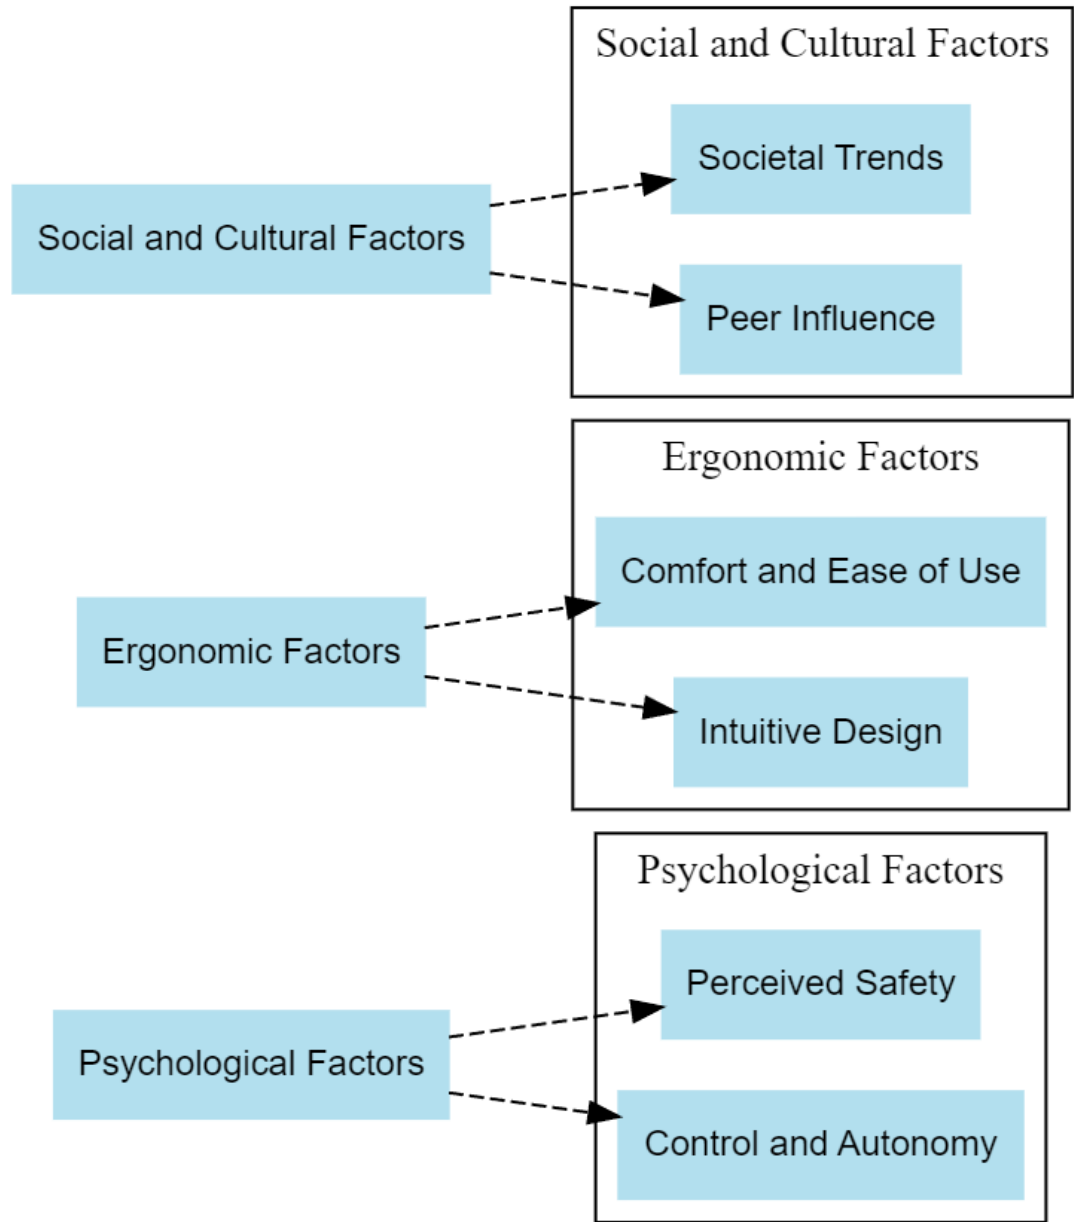 Social and Cultural Factors
Societal Trends
Social and Cultural Factors
Peer Influence
Ergonomic Factors
Comfort and Ease of Use
Ergonomic Factors
Intuitive Design
Psychological Factors
Perceived Safety
Psychological Factors
Control and Autonomy